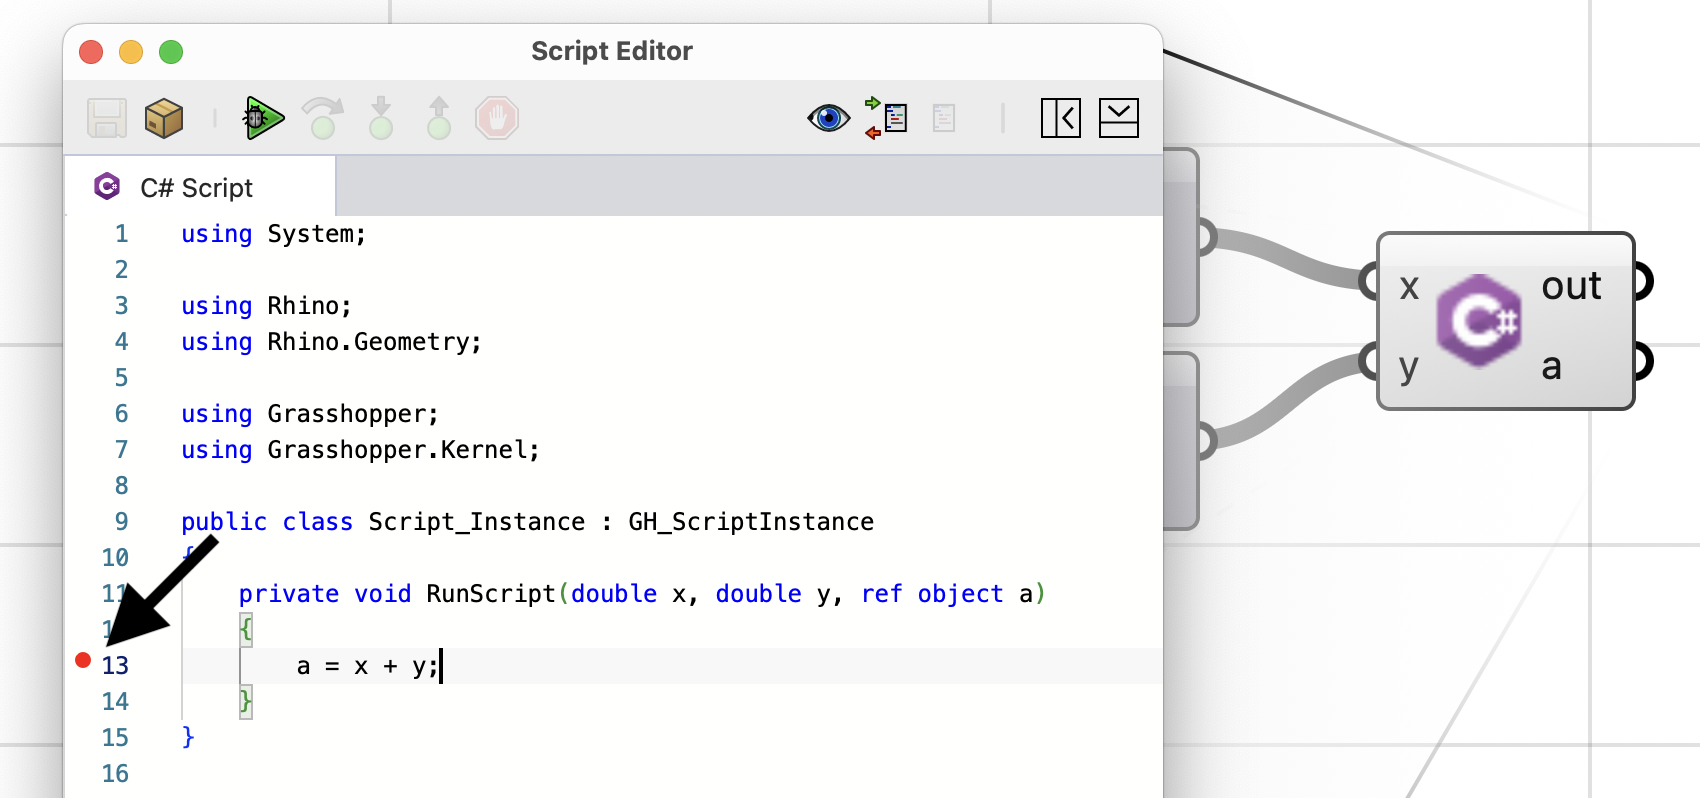 Script Editor
C# Script
1 using System;
2
3 using Rhino;
4 using Rhino.Geometry;
5
6 using Grasshopper;
7 using Grasshopper.Kernel;
8
9 public class Script_Instance : GH_ScriptInstance
10 {
11 private void RunScript(double x, double y, ref object a)
{
13 a = x + y;
14 }
15 }
16
x out
C#
y a